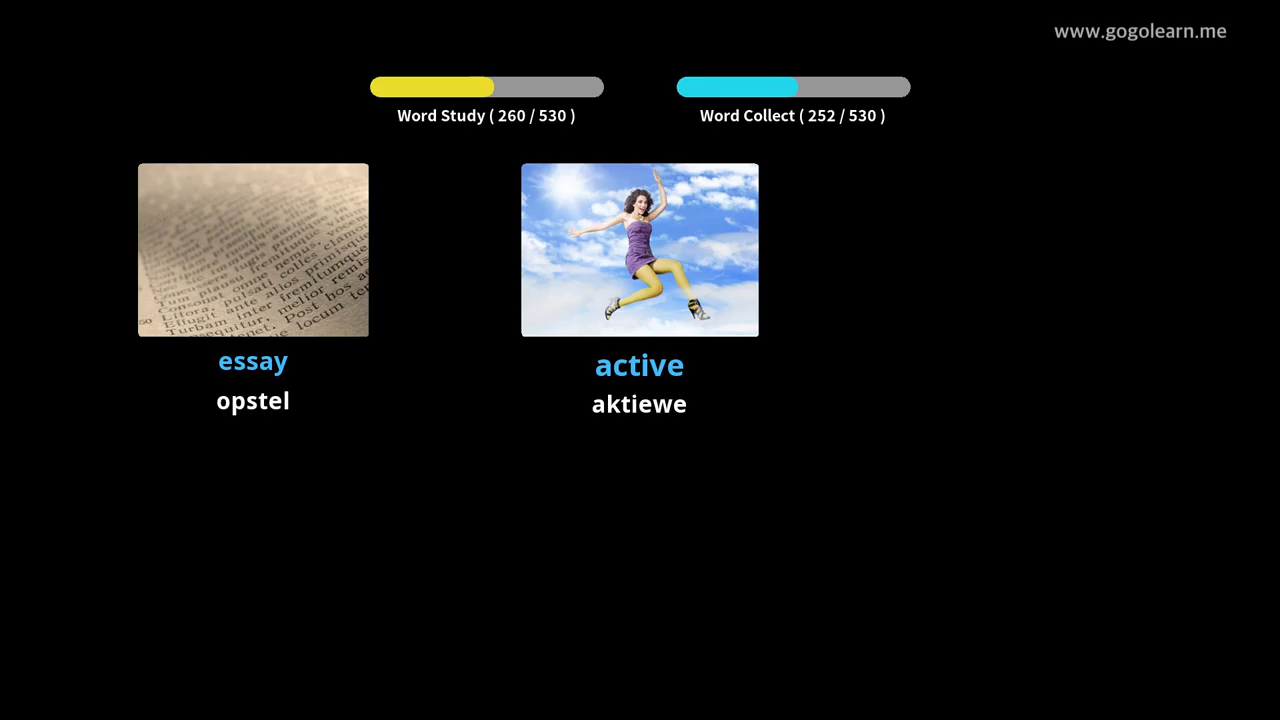 www.gogolearn.me
Word Study ( 260 / 530 )
Word Collect ( 252 / 530 )
essay
opstel
active
aktiewe